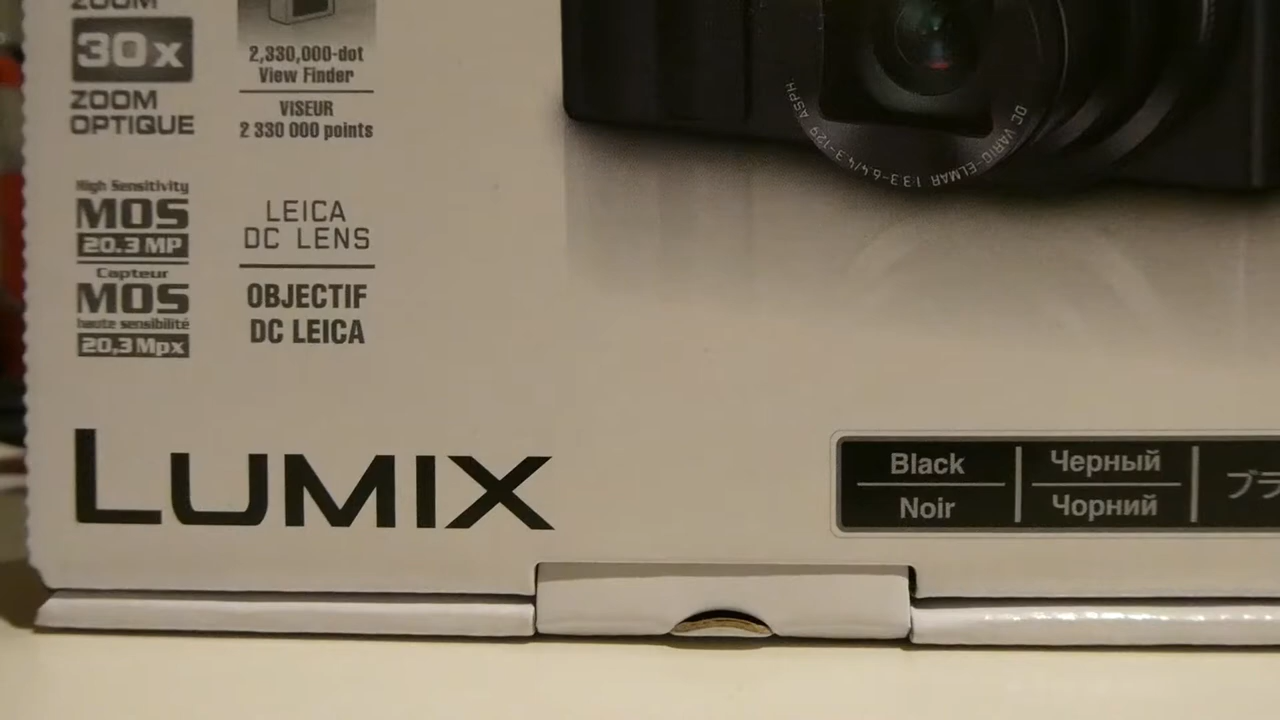 ZOOM
30x
ZOOM
OPTIQUE
2,330,000-dot
View Finder
VISEUR
2 330 000 points
High Sensitivity
MOS
20.3 MP
Capteur
MOS
haute sensibilité
20,3 Mpx
LEICA
DC LENS
OBJECTIF
DC LEICA
DC VARIO-ELMAR 1:3.3-6.4/4.3-129 ASPH.
LUMIX
Black
Noir
Черный
Чорний
ブラ